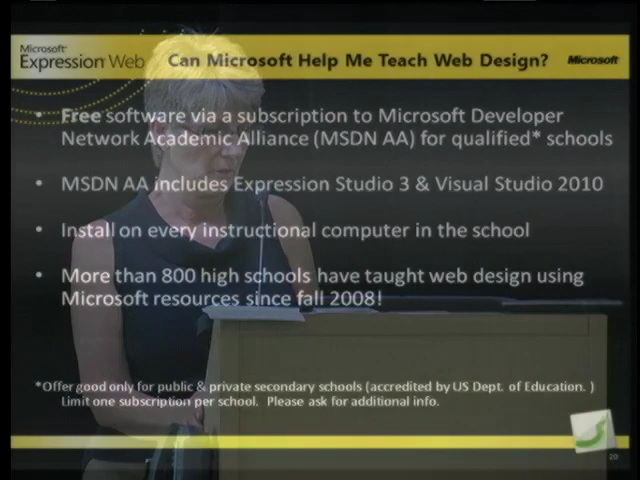 Microsoft
Expression Web
Can Microsoft Help Me Teach Web Design?
Microsoft
• Free software via a subscription to Microsoft Developer
Network Academic Alliance (MSDN AA) for qualified* schools
• MSDN AA includes Expression Studio 3 & Visual Studio 2010
• Install on every instructional computer in the school
• More than 800 high schools have taught web design using
Microsoft resources since fall 2008!
*Offer good only for public & private secondary schools (accredited by US Dept. of Education. )
Limit one subscription per school. Please ask for additional info.
20